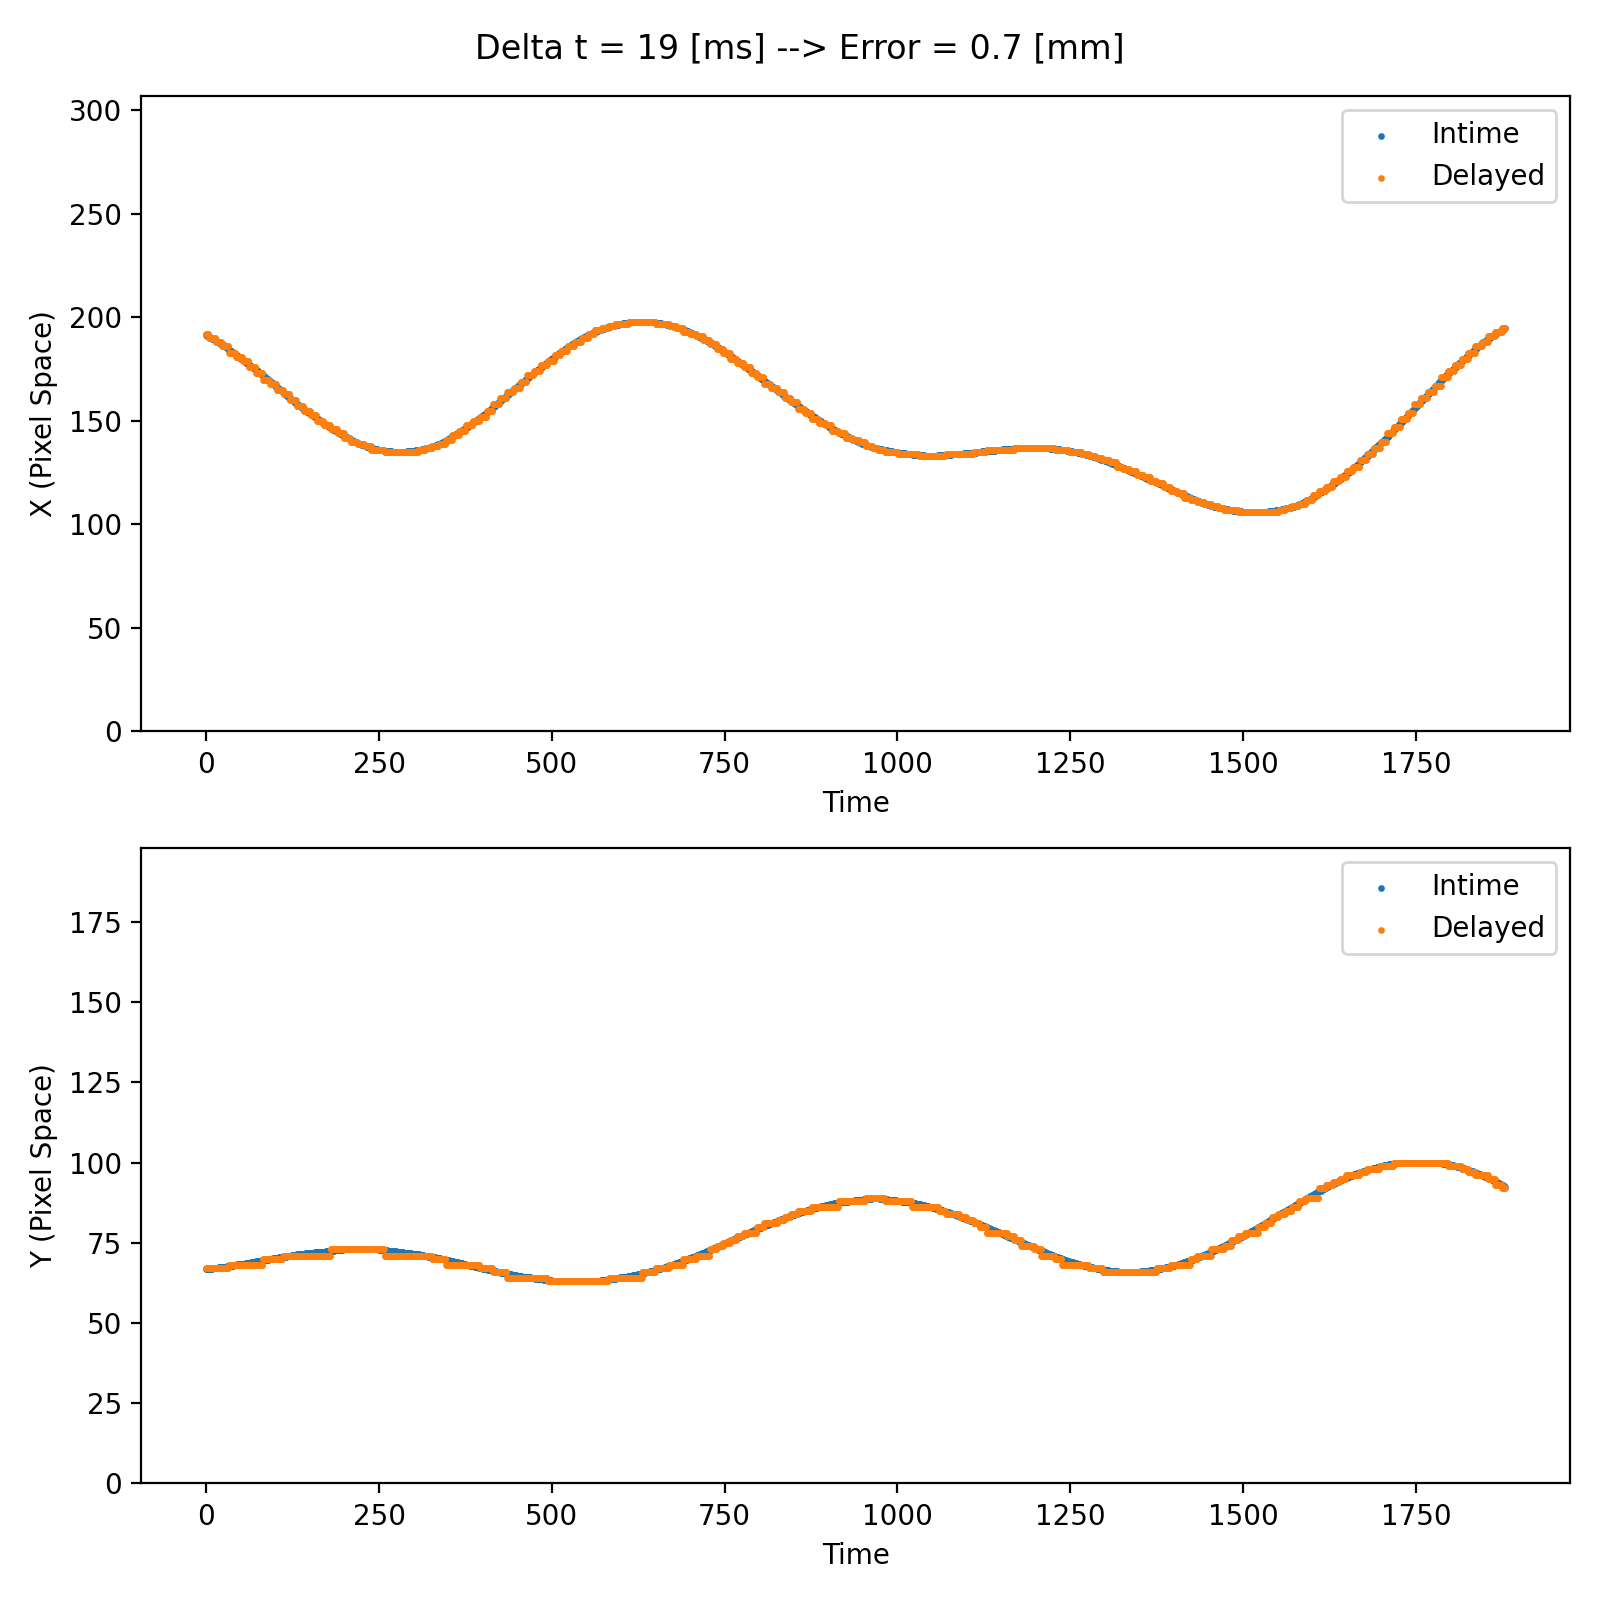 Delta t = 19 [ms] --> Error = 0.7 [mm]
300
250
200
150
100
50
0
X (Pixel Space)
Intime
Delayed
0 250 500 750 1000 1250 1500 1750
Time
175
150
125
100
75
50
25
0
Y (Pixel Space)
Intime
Delayed
0 250 500 750 1000 1250 1500 1750
Time